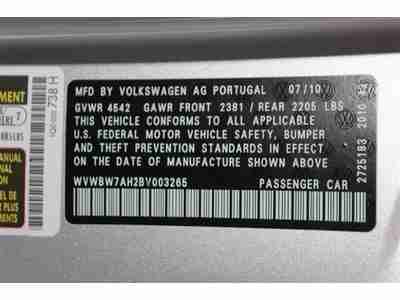 MFD BY VOLKSWAGEN AG PORTUGAL 07/10
GVWR 4542 GAWR FRONT 2381 / REAR 2205 LBS
THIS VEHICLE CONFORMS TO ALL APPLICABLE
U.S. FEDERAL MOTOR VEHICLE SAFETY, BUMPER
AND THEFT PREVENTION STANDARDS IN EFFECT
ON THE DATE OF MANUFACTURE SHOWN ABOVE.
WVWBW7AH2BV003265 PASSENGER CAR
2725183 2010
738 H